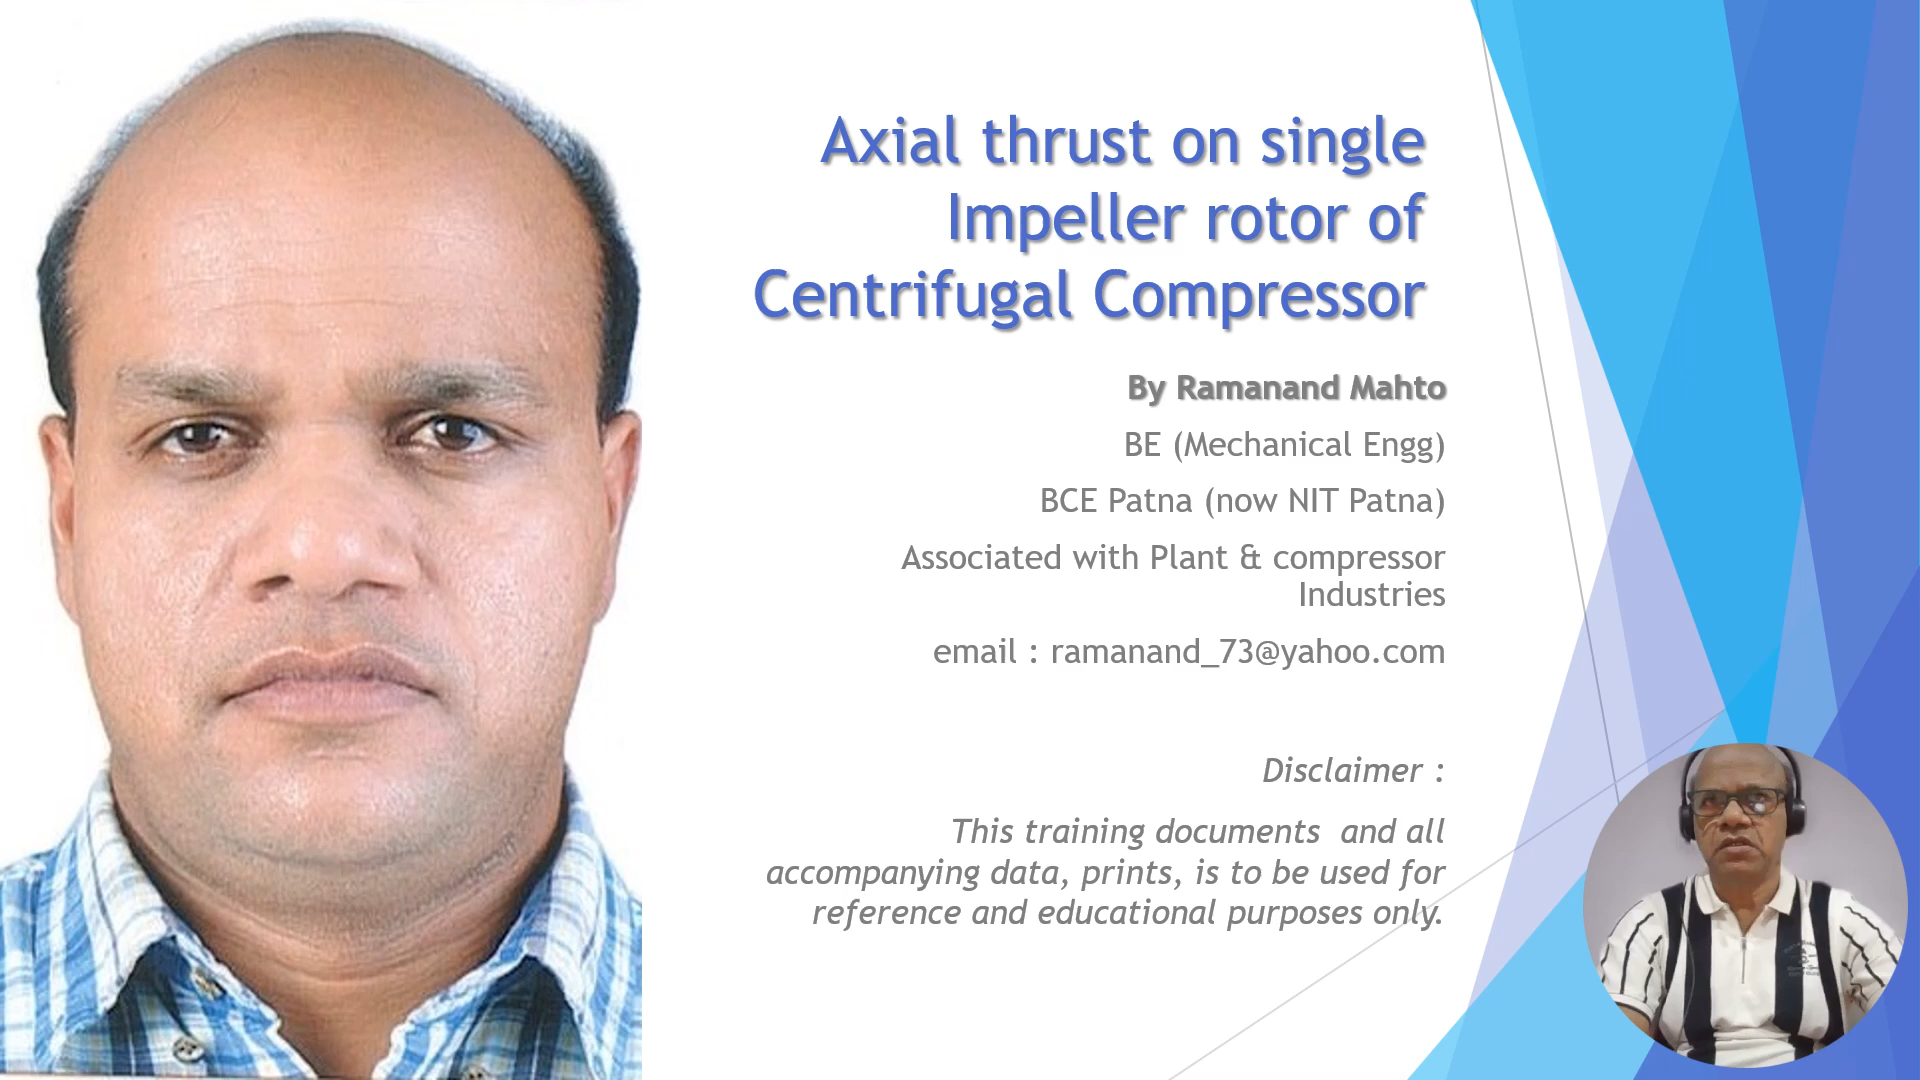 Axial thrust on single
Impeller rotor of
Centrifugal Compressor
By Ramanand Mahto
BE (Mechanical Engg)
BCE Patna (now NIT Patna)
Associated with Plant & compressor
Industries
email : ramanand_73@yahoo.com
Disclaimer :
This training documents  and all
accompanying data, prints, is to be used for
reference and educational purposes only.